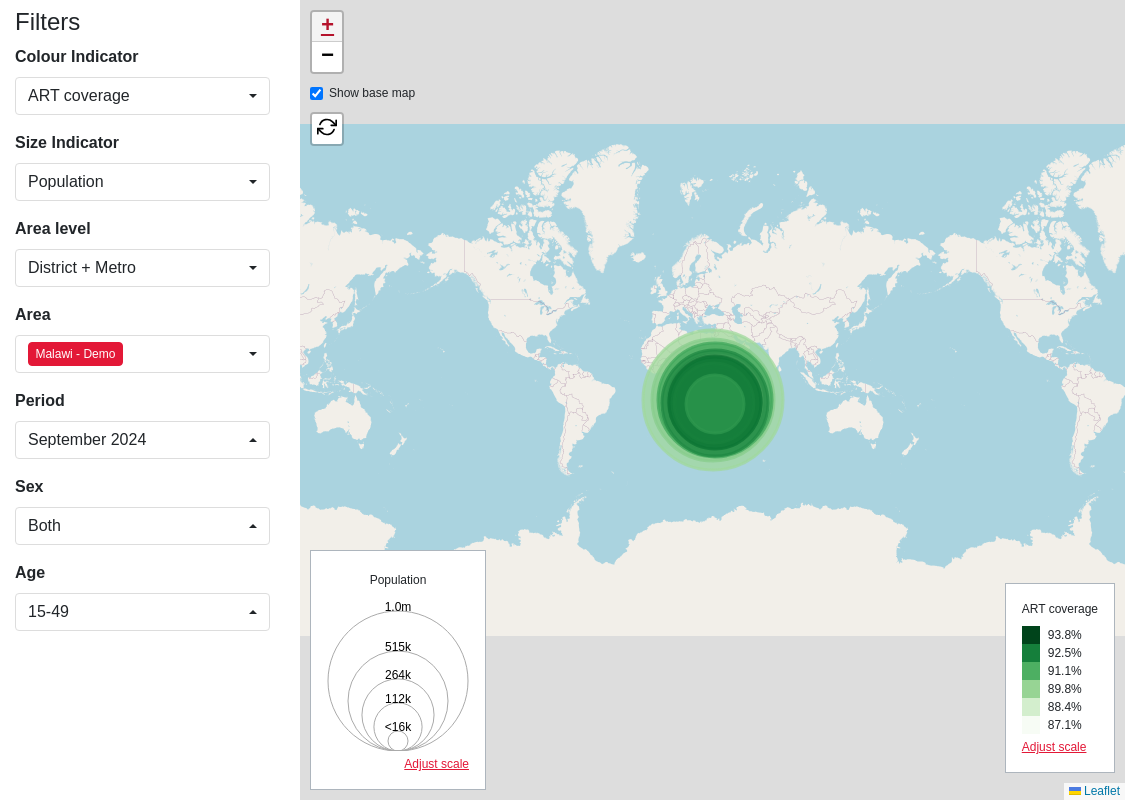 Filters
Colour Indicator
ART coverage
Size Indicator
Population
Area level
District + Metro
Area
Malawi - Demo
Period
September 2024
Sex
Both
Age
15-49
+
−
Show base map
Population
1.0m
515k
264k
112k
<16k
Adjust scale
ART coverage
93.8%
92.5%
91.1%
89.8%
88.4%
87.1%
Adjust scale
Leaflet